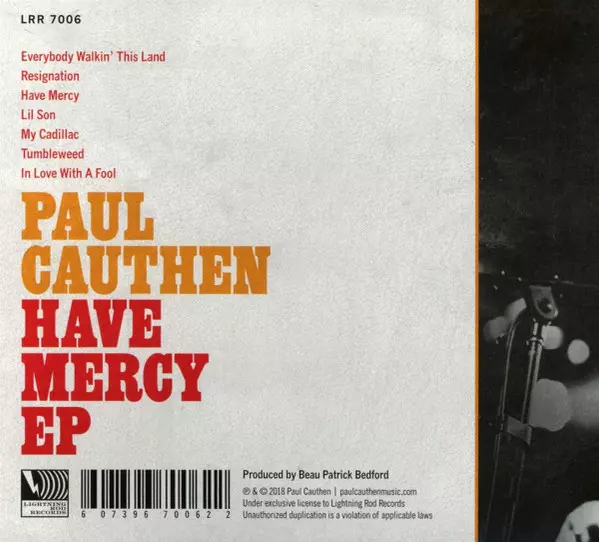 LRR 7006
Everybody Walkin' This Land
Resignation
Have Mercy
Lil Son
My Cadillac
Tumbleweed
In Love With A Fool
PAUL
CAUTHEN
HAVE
MERCY
EP
LIGHTNING
ROD
RECORDS
6 07396 70062 2
Produced by Beau Patrick Bedford
℗ & © 2018 Paul Cauthen | paulcauthenmusic.com
Under exclusive license to Lightning Rod Records
Unauthorized duplication is a violation of applicable laws